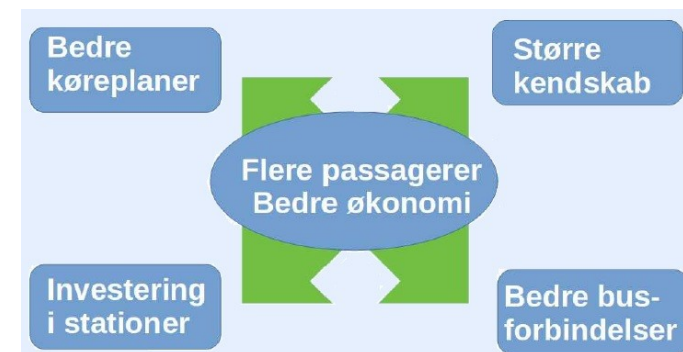 Bedre
køreplaner
Større
kendskab
Flere passagerer
Bedre økonomi
Investering
i stationer
Bedre bus-
forbindelser